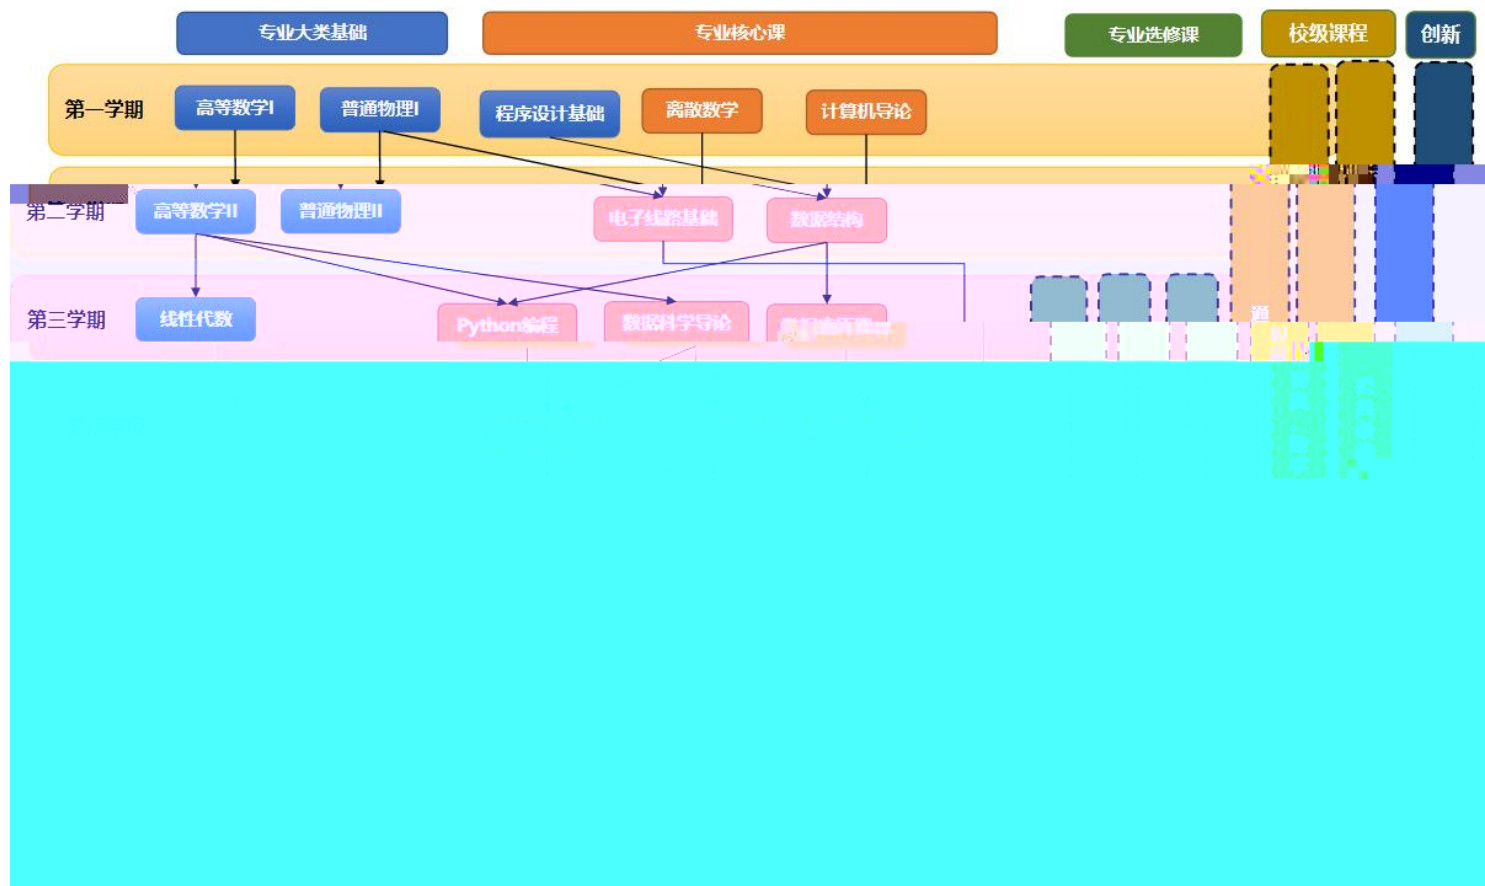 专业大类基础
专业核心课
专业选修课
校级课程
创新
第一学期
高等数学I
普通物理I
程序设计基础
离散数学
计算机导论
第二学期
高等数学II
普通物理II
电子线路基础
数据结构
第三学期
线性代数
Python编程
数据科学导论
通